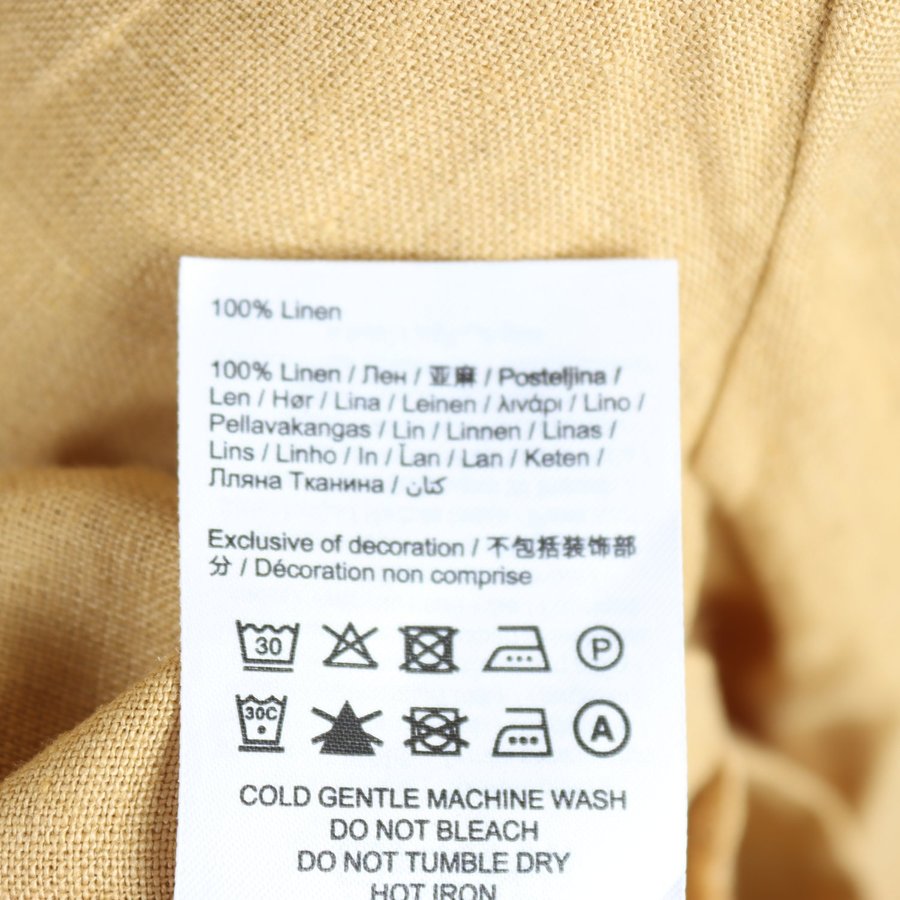 100% Linen
100% Linen / Лен / 亚麻 / Posteljina /
Len / Hør / Lina / Leinen / λινάρι / Lino /
Pellavakangas / Lin / Linnen / Linas /
Lins / Linho / In / Ľan / Lan / Keten /
Лляна Тканина / كتان
Exclusive of decoration / 不包括装饰部
分 / Décoration non comprise
30 P
30C A
COLD GENTLE MACHINE WASH
DO NOT BLEACH
DO NOT TUMBLE DRY
HOT IRON